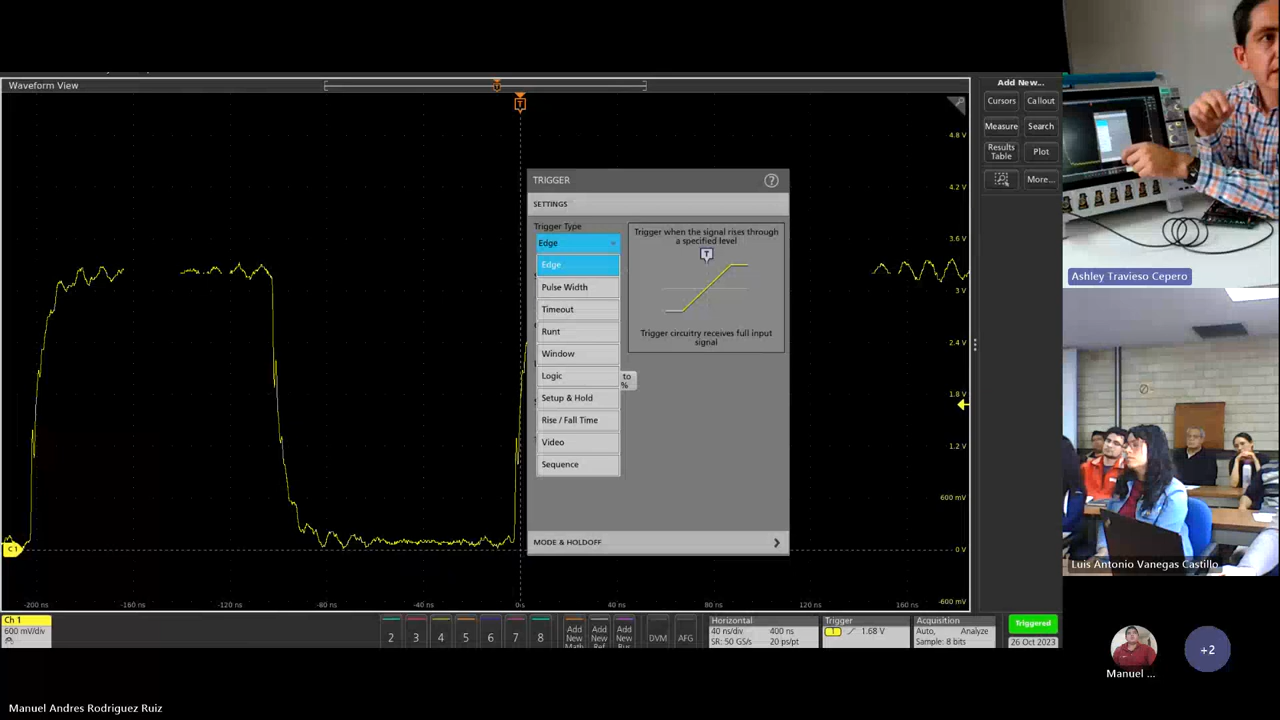 Waveform View
T
T
4.8 V
4.2 V
3.6 V
3 V
2.4 V
1.8 V
1.2 V
600 mV
0 V
-600 mV
C 1
-200 ns
-160 ns
-120 ns
-80 ns
-40 ns
0 s
40 ns
80 ns
120 ns
160 ns
TRIGGER
?
SETTINGS
Trigger Type
Edge
Edge
Pulse Width
Timeout
Runt
Window
Logic
Setup & Hold
Rise / Fall Time
Video
Sequence
to
%
Trigger when the signal rises through
a specified level
T
Trigger circuitry receives full input
signal
MODE & HOLDOFF
Add New...
Cursors
Callout
Measure
Search
Results
Table
Plot
More...
Ch 1
600 mV/div
2
3
4
5
6
7
8
Add
New
Math
Add
New
Ref
Add
New
Bus
DVM
AFG
Horizontal
40 ns/div
400 ns
SR: 50 GS/s
20 ps/pt
Trigger
1
1.68 V
Acquisition
Auto,
Analyze
Sample: 8 bits
Triggered
26 Oct 2023
Ashley Travieso Cepero
Luis Antonio Vanegas Castillo
Manuel ...
+2
Manuel Andres Rodriguez Ruiz